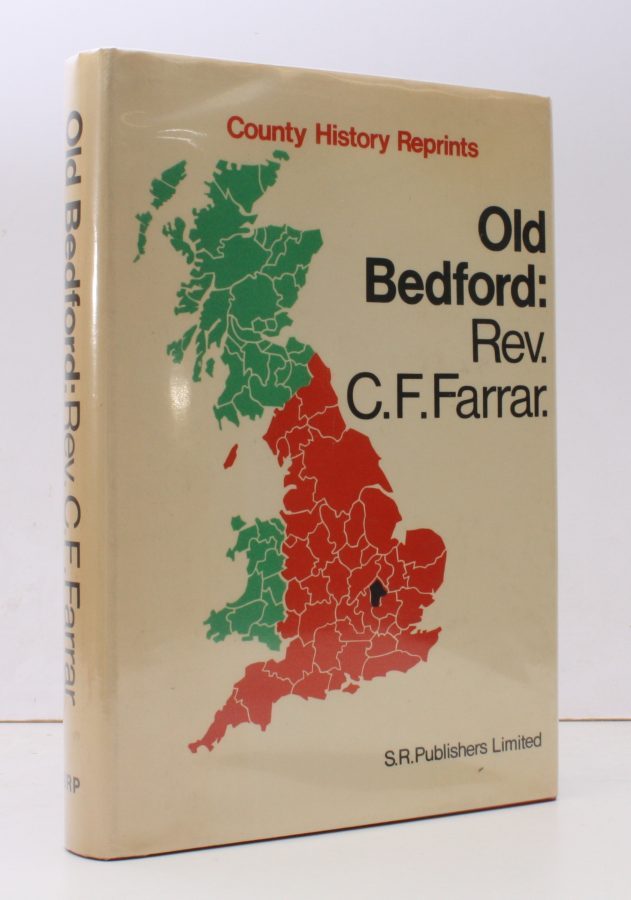 County History Reprints
Old
Bedford:
Rev.
C.F.Farrar.
S.R.Publishers Limited
Old Bedford: Rev. C.F. Farrar
SRP